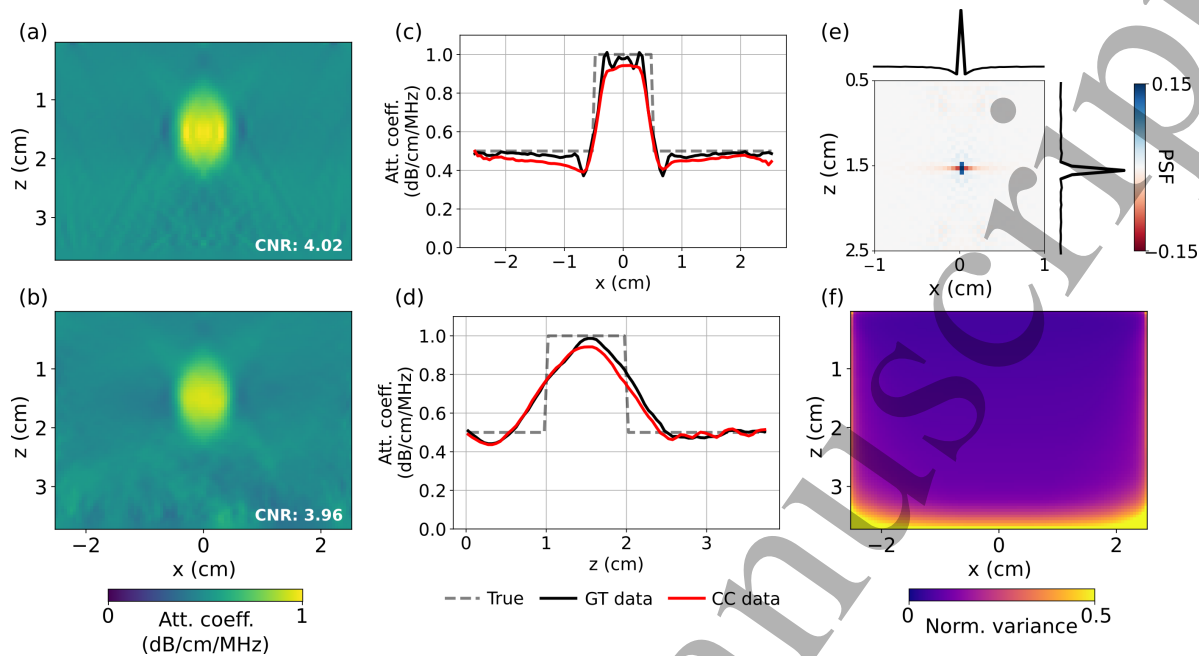 (a)
1
2
3
z (cm)
CNR: 4.02
(b)
1
2
3
z (cm)
CNR: 3.96
−2
0
2
x (cm)
0
Att. coeff.
1
(dB/cm/MHz)
(c)
1.0
0.8
0.6
0.4
0.2
0.0
Att. coeff.
(dB/cm/MHz)
−2
−1
0
1
2
x (cm)
(d)
1.0
0.8
0.6
0.4
0.2
0.0
Att. coeff.
(dB/cm/MHz)
0
1
2
3
z (cm)
True
GT data
CC data
(e)
0.5
1.5
2.5
z (cm)
−1
0
1
x (cm)
0.15
PSF
−0.15
(f)
1
2
3
z (cm)
−2
0
2
x (cm)
0
Norm. variance
0.5